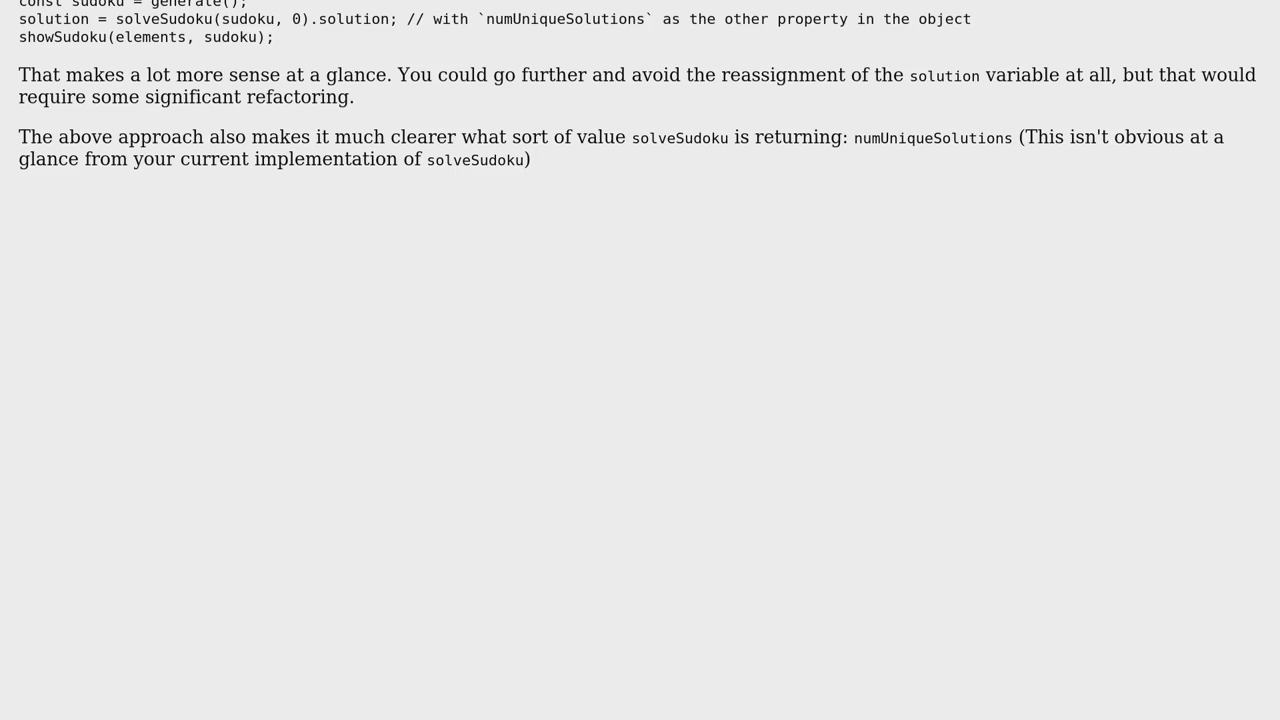 const sudoku = generate();
solution = solveSudoku(sudoku, 0).solution; // with `numUniqueSolutions` as the other property in the object
showSudoku(elements, sudoku);
That makes a lot more sense at a glance. You could go further and avoid the reassignment of the solution variable at all, but that would
require some significant refactoring.
The above approach also makes it much clearer what sort of value solveSudoku is returning: numUniqueSolutions (This isn't obvious at a
glance from your current implementation of solveSudoku)